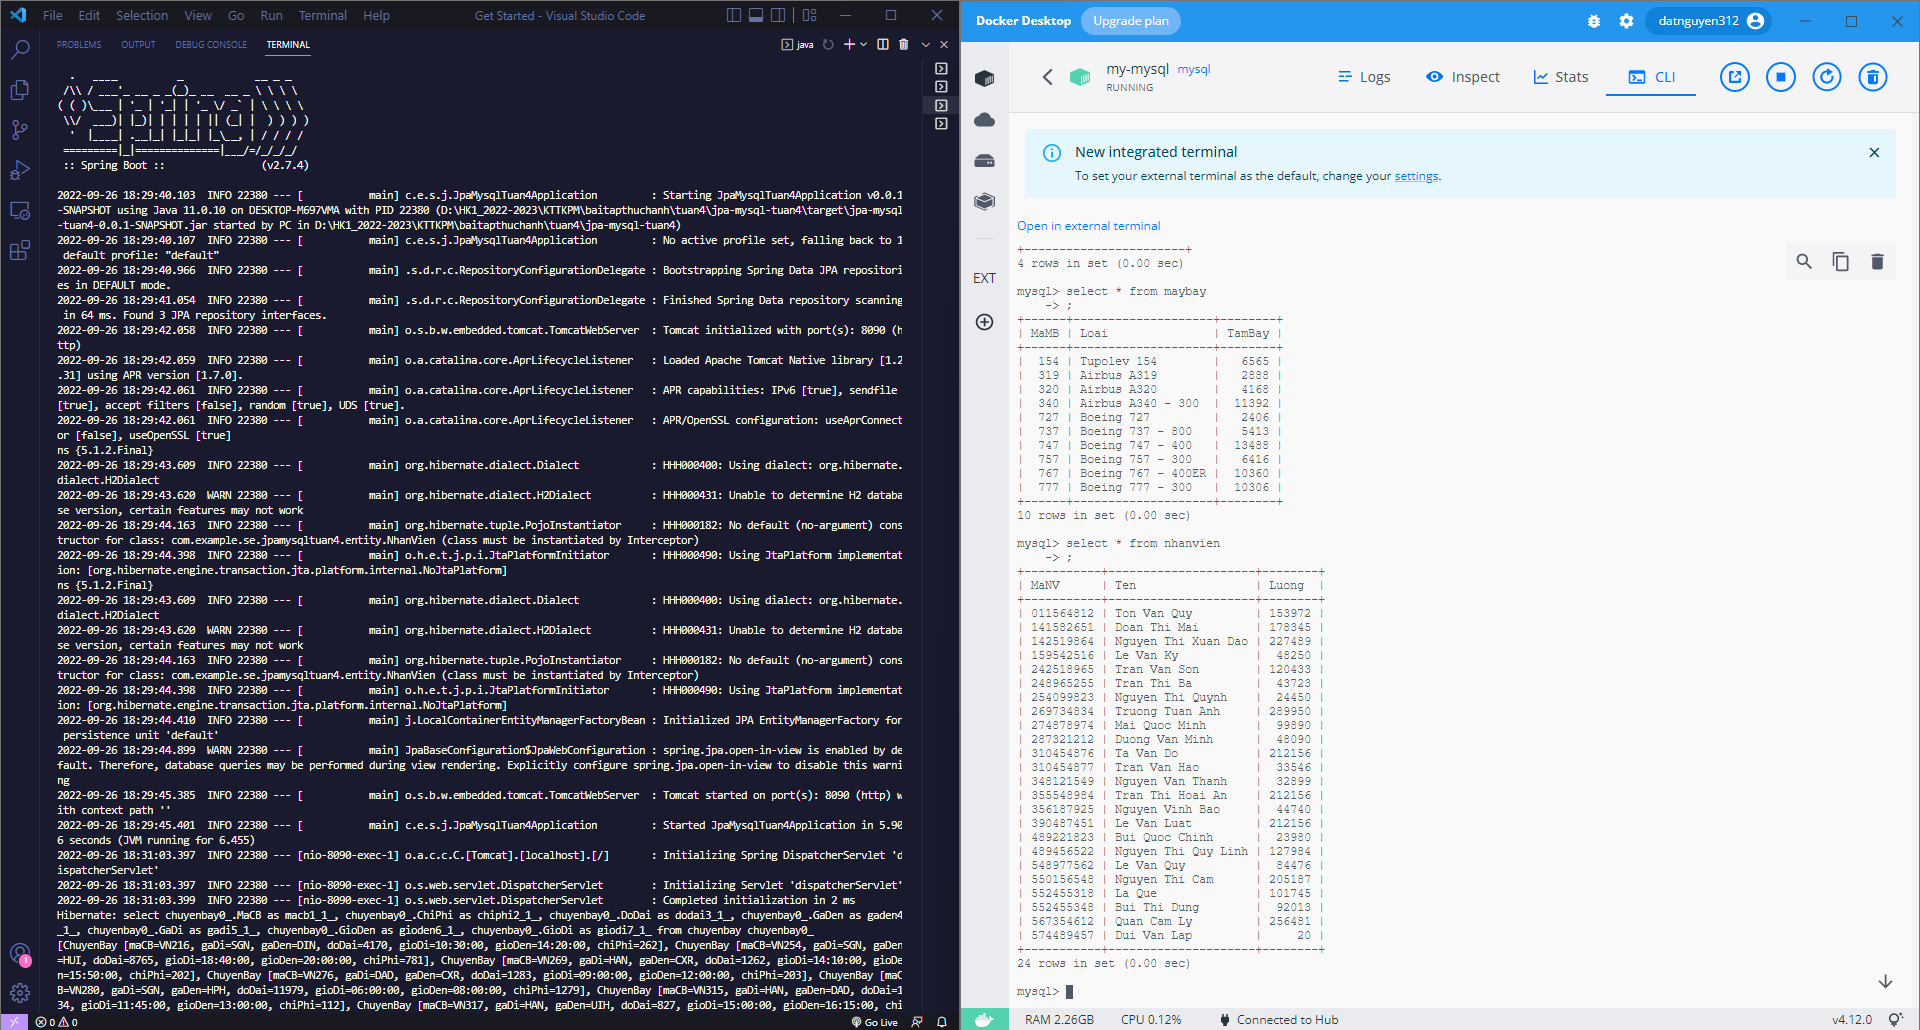 File Edit Selection View Go Run Terminal Help
Get Started - Visual Studio Code
PROBLEMS OUTPUT DEBUG CONSOLE TERMINAL
java
:: Spring Boot :: (v2.7.4)
2022-09-26 18:29:40.103 INFO 22380 --- [ main] c.e.s.j.JpaMysqlTuan4Application : Starting JpaMysqlTuan4Application v0.0.1
-SNAPSHOT using Java 11.0.10 on DESKTOP-M697VMA with PID 22380 (D:\HK1_2022-2023\KTTKPM\baitapthuchanh\tuan4\jpa-mysql-tuan4\target\jpa-mysql
-tuan4-0.0.1-SNAPSHOT.jar started by PC in D:\HK1_2022-2023\KTTKPM\baitapthuchanh\tuan4\jpa-mysql-tuan4)
2022-09-26 18:29:40.107 INFO 22380 --- [ main] c.e.s.j.JpaMysqlTuan4Application : No active profile set, falling back to 1
default profile: "default"
2022-09-26 18:29:40.966 INFO 22380 --- [ main] .s.d.r.c.RepositoryConfigurationDelegate : Bootstrapping Spring Data JPA repositori
es in DEFAULT mode.
2022-09-26 18:29:41.054 INFO 22380 --- [ main] .s.d.r.c.RepositoryConfigurationDelegate : Finished Spring Data repository scanning
in 64 ms. Found 3 JPA repository interfaces.
2022-09-26 18:29:42.058 INFO 22380 --- [ main] o.s.b.w.embedded.tomcat.TomcatWebServer : Tomcat initialized with port(s): 8090 (h
ttp)
2022-09-26 18:29:42.059 INFO 22380 --- [ main] o.a.catalina.core.AprLifecycleListener : Loaded Apache Tomcat Native library [1.2
.31] using APR version [1.7.0].
2022-09-26 18:29:42.061 INFO 22380 --- [ main] o.a.catalina.core.AprLifecycleListener : APR capabilities: IPv6 [true], sendfile
[true], accept filters [false], random [true], UDS [true].
2022-09-26 18:29:42.061 INFO 22380 --- [ main] o.a.catalina.core.AprLifecycleListener : APR/OpenSSL configuration: useAprConnect
or [false], useOpenSSL [true]
ns {5.1.2.Final}
2022-09-26 18:29:43.609 INFO 22380 --- [ main] org.hibernate.dialect.Dialect : HHH000400: Using dialect: org.hibernate.
dialect.H2Dialect
2022-09-26 18:29:43.620 WARN 22380 --- [ main] org.hibernate.dialect.H2Dialect : HHH000431: Unable to determine H2 databa
se version, certain features may not work
2022-09-26 18:29:44.163 INFO 22380 --- [ main] org.hibernate.tuple.PojoInstantiator : HHH000182: No default (no-argument) cons
tructor for class: com.example.se.jpamysqltuan4.entity.NhanVien (class must be instantiated by Interceptor)
2022-09-26 18:29:44.398 INFO 22380 --- [ main] o.h.e.t.j.p.i.JtaPlatformInitiator : HHH000490: Using JtaPlatform implementat
ion: [org.hibernate.engine.transaction.jta.platform.internal.NoJtaPlatform]
ns {5.1.2.Final}
2022-09-26 18:29:43.609 INFO 22380 --- [ main] org.hibernate.dialect.Dialect : HHH000400: Using dialect: org.hibernate.
dialect.H2Dialect
2022-09-26 18:29:43.620 WARN 22380 --- [ main] org.hibernate.dialect.H2Dialect : HHH000431: Unable to determine H2 databa
se version, certain features may not work
2022-09-26 18:29:44.163 INFO 22380 --- [ main] org.hibernate.tuple.PojoInstantiator : HHH000182: No default (no-argument) cons
tructor for class: com.example.se.jpamysqltuan4.entity.NhanVien (class must be instantiated by Interceptor)
2022-09-26 18:29:44.398 INFO 22380 --- [ main] o.h.e.t.j.p.i.JtaPlatformInitiator : HHH000490: Using JtaPlatform implementat
ion: [org.hibernate.engine.transaction.jta.platform.internal.NoJtaPlatform]
2022-09-26 18:29:44.410 INFO 22380 --- [ main] j.LocalContainerEntityManagerFactoryBean : Initialized JPA EntityManagerFactory for
persistence unit 'default'
2022-09-26 18:29:44.899 WARN 22380 --- [ main] JpaBaseConfiguration$JpaWebConfiguration : spring.jpa.open-in-view is enabled by de
fault. Therefore, database queries may be performed during view rendering. Explicitly configure spring.jpa.open-in-view to disable this warni
ng
2022-09-26 18:29:45.385 INFO 22380 --- [ main] o.s.b.w.embedded.tomcat.TomcatWebServer : Tomcat started on port(s): 8090 (http) w
ith context path ''
2022-09-26 18:29:45.401 INFO 22380 --- [ main] c.e.s.j.JpaMysqlTuan4Application : Started JpaMysqlTuan4Application in 5.90
6 seconds (JVM running for 6.455)
2022-09-26 18:31:03.397 INFO 22380 --- [nio-8090-exec-1] o.a.c.c.C.[Tomcat].[localhost].[/] : Initializing Spring DispatcherServlet 'd
ispatcherServlet'
2022-09-26 18:31:03.397 INFO 22380 --- [nio-8090-exec-1] o.s.web.servlet.DispatcherServlet : Initializing Servlet 'dispatcherServlet'
2022-09-26 18:31:03.399 INFO 22380 --- [nio-8090-exec-1] o.s.web.servlet.DispatcherServlet : Completed initialization in 2 ms
Hibernate: select chuyenbay0_.MaCB as macb1_1_, chuyenbay0_.ChiPhi as chiphi2_1_, chuyenbay0_.DoDai as dodai3_1_, chuyenbay0_.GaDen as gaden4
_1_, chuyenbay0_.GaDi as gadi5_1_, chuyenbay0_.GioDen as gioden6_1_, chuyenbay0_.GioDi as giodi7_1_ from chuyenbay chuyenbay0_
[ChuyenBay [maCB=VN216, gaDi=SGN, gaDen=DIN, doDai=4170, gioDi=10:30:00, gioDen=14:20:00, chiPhi=262], ChuyenBay [maCB=VN254, gaDi=SGN, gaDen
=HUI, doDai=8765, gioDi=18:40:00, gioDen=20:00:00, chiPhi=781], ChuyenBay [maCB=VN269, gaDi=HAN, gaDen=CXR, doDai=1262, gioDi=14:10:00, gioDe
n=15:50:00, chiPhi=202], ChuyenBay [maCB=VN276, gaDi=DAD, gaDen=CXR, doDai=1283, gioDi=09:00:00, gioDen=12:00:00, chiPhi=203], ChuyenBay [maC
B=VN280, gaDi=SGN, gaDen=HPH, doDai=11979, gioDi=06:00:00, gioDen=08:00:00, chiPhi=1279], ChuyenBay [maCB=VN315, gaDi=HAN, gaDen=DAD, doDai=1
34, gioDi=11:45:00, gioDen=13:00:00, chiPhi=112], ChuyenBay [maCB=VN317, gaDi=HAN, gaDen=UIH, doDai=827, gioDi=15:00:00, gioDen=16:15:00, chi
1
0 0
Go Live
Docker Desktop Upgrade plan datnguyen312
my-mysql mysql
RUNNING
Logs Inspect Stats CLI
New integrated terminal
To set your external terminal as the default, change your settings.
Open in external terminal
EXT
+-----------------------+
4 rows in set (0.00 sec)
mysql> select * from maybay
-> ;
+------+--------------------+--------+
| MaMB | Loai | TamBay |
+------+--------------------+--------+
| 154 | Tupolev 154 | 6565 |
| 319 | Airbus A319 | 2888 |
| 320 | Airbus A320 | 4168 |
| 340 | Airbus A340 - 300 | 11392 |
| 727 | Boeing 727 | 2406 |
| 737 | Boeing 737 - 800 | 5413 |
| 747 | Boeing 747 - 400 | 13488 |
| 757 | Boeing 757 - 300 | 6416 |
| 767 | Boeing 767 - 400ER | 10360 |
| 777 | Boeing 777 - 300 | 10306 |
+------+--------------------+--------+
10 rows in set (0.00 sec)
mysql> select * from nhanvien
-> ;
+-----------+---------------------+--------+
| MaNV | Ten | Luong |
+-----------+---------------------+--------+
| 011564812 | Ton Van Quy | 153972 |
| 141582651 | Doan Thi Mai | 178345 |
| 142519864 | Nguyen Thi Xuan Dao | 227489 |
| 159542516 | Le Van Ky | 48250 |
| 242518965 | Tran Van Son | 120433 |
| 248965255 | Tran Thi Ba | 43723 |
| 254099823 | Nguyen Thi Quynh | 24450 |
| 269734834 | Truong Tuan Anh | 289950 |
| 274878974 | Mai Quoc Minh | 99890 |
| 287321212 | Duong Van Minh | 48090 |
| 310454876 | Ta Van Do | 212156 |
| 310454877 | Tran Van Hao | 33546 |
| 348121549 | Nguyen Van Thanh | 32899 |
| 355548984 | Tran Thi Hoai An | 212156 |
| 356187925 | Nguyen Vinh Bao | 44740 |
| 390487451 | Le Van Luat | 212156 |
| 489221823 | Bui Quoc Chinh | 23980 |
| 489456522 | Nguyen Thi Quy Linh | 127984 |
| 548977562 | Le Van Quy | 84476 |
| 550156548 | Nguyen Thi Cam | 205187 |
| 552455318 | La Que | 101745 |
| 552455348 | Bui Thi Dung | 92013 |
| 567354612 | Quan Cam Ly | 256481 |
| 574489457 | Dui Van Lap | 20 |
+-----------+---------------------+--------+
24 rows in set (0.00 sec)
mysql>
RAM 2.26GB CPU 0.12% Connected to Hub v4.12.0